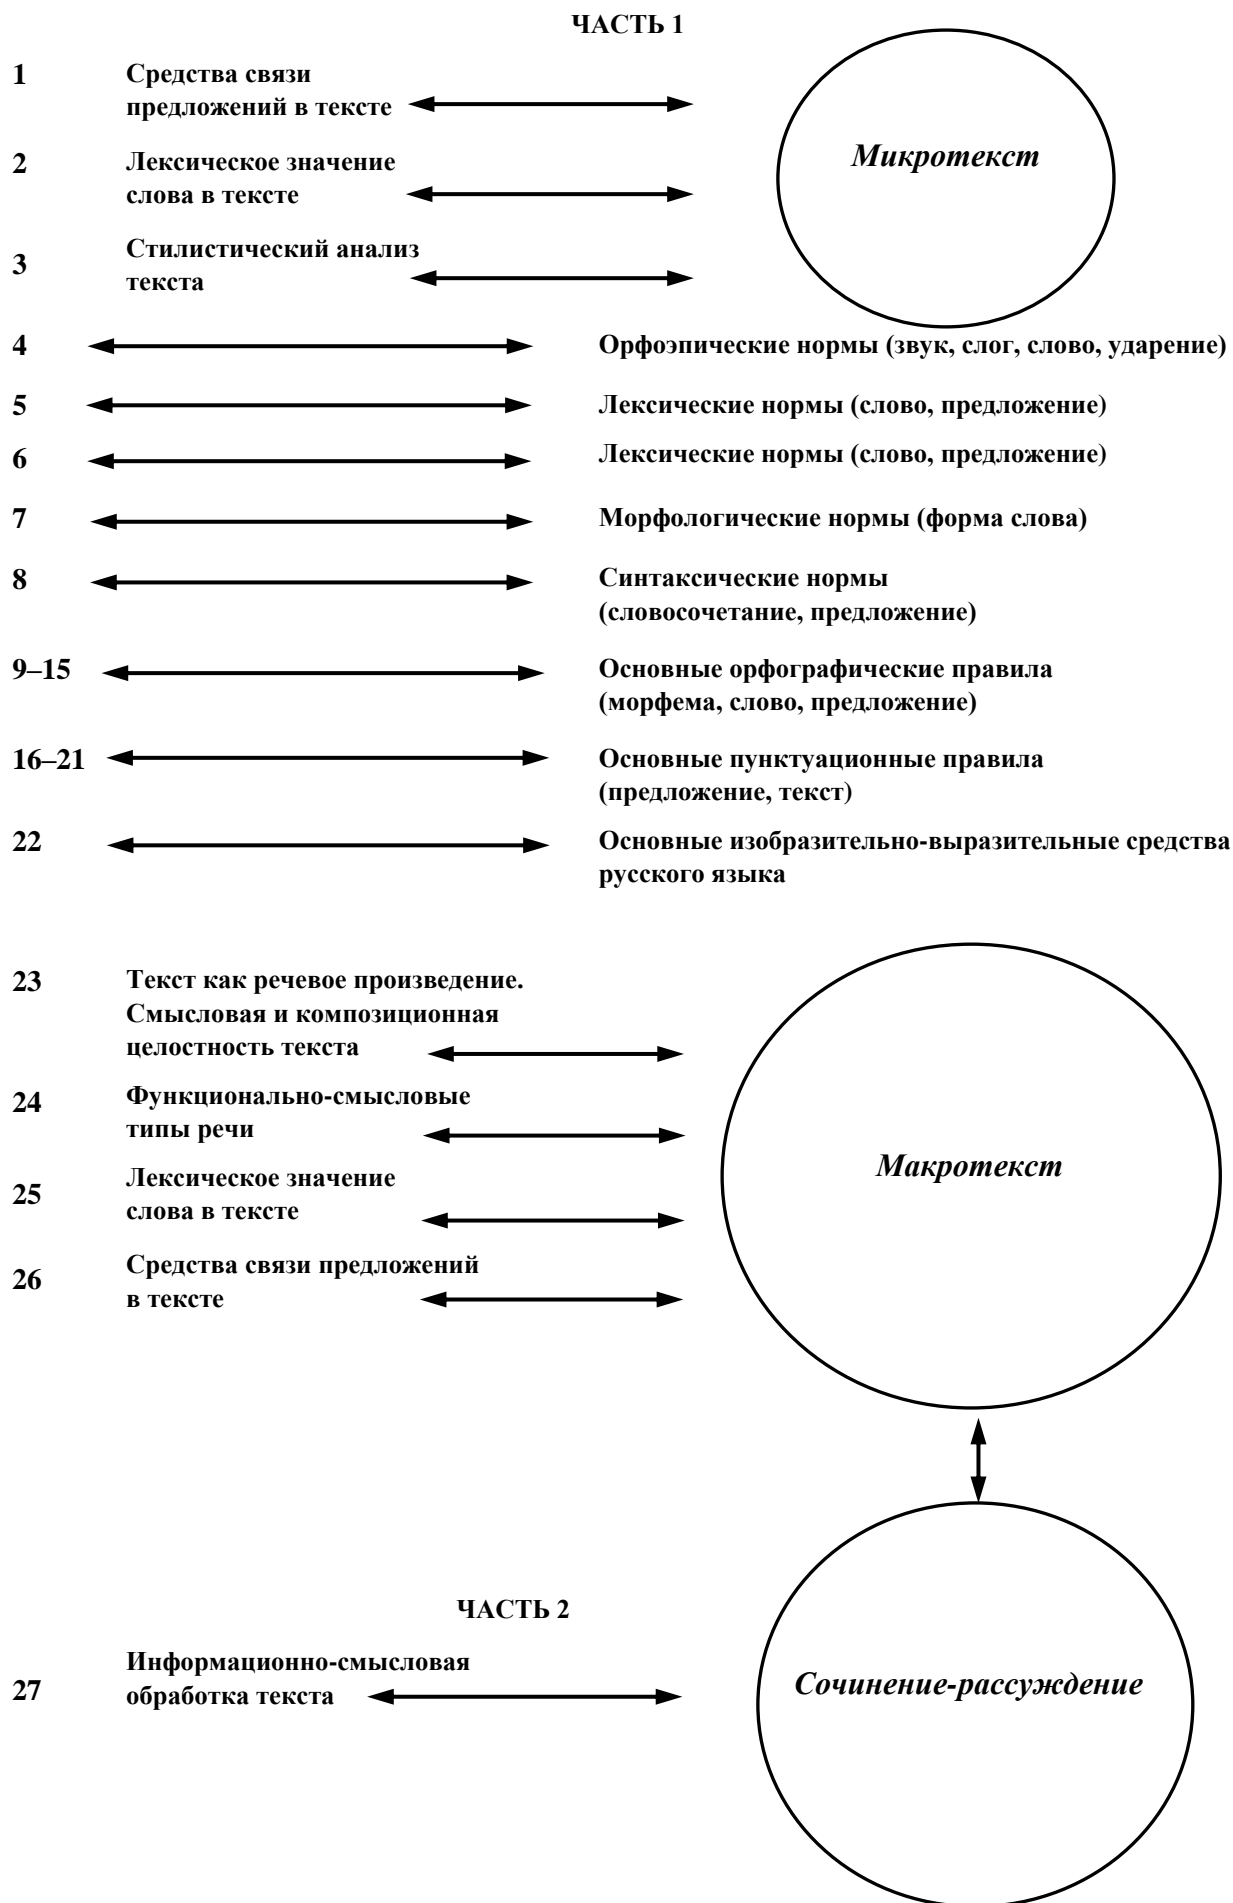 ЧАСТЬ 1
1
Средства связи
предложений в тексте
Микротекст
2
Лексическое значение
слова в тексте
3
Стилистический анализ
текста
4
Орфоэпические нормы (звук, слог, слово, ударение)
5
Лексические нормы (слово, предложение)
6
Лексические нормы (слово, предложение)
7
Морфологические нормы (форма слова)
8
Синтаксические нормы
(словосочетание, предложение)
9–15
Основные орфографические правила
(морфема, слово, предложение)
16–21
Основные пунктуационные правила
(предложение, текст)
22
Основные изобразительно-выразительные средства
русского языка
23
Текст как речевое произведение.
Смысловая и композиционная
целостность текста
24
Функционально-смысловые
типы речи
Макротекст
25
Лексическое значение
слова в тексте
26
Средства связи предложений
в тексте
ЧАСТЬ 2
27
Информационно-смысловая
обработка текста
Сочинение-рассуждение